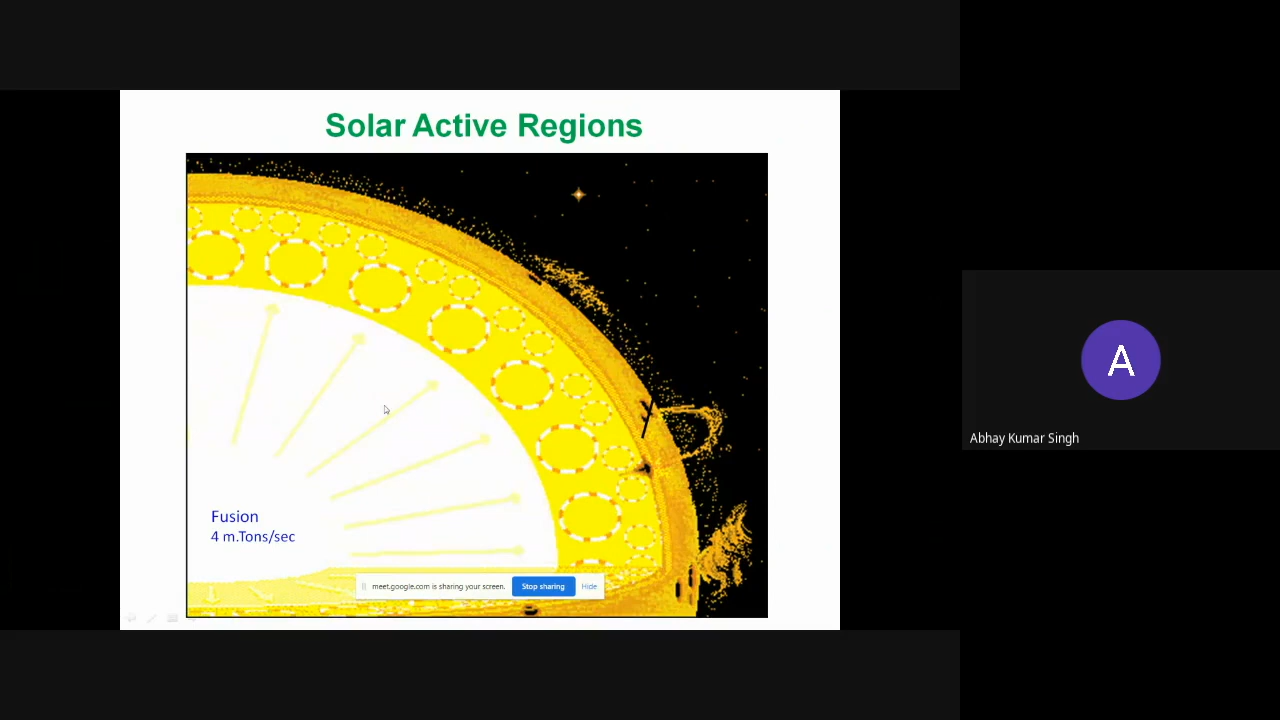 Solar Active Regions
Fusion
4 m.Tons/sec
meet.google.com is sharing your screen. Stop sharing Hide
A
Abhay Kumar Singh